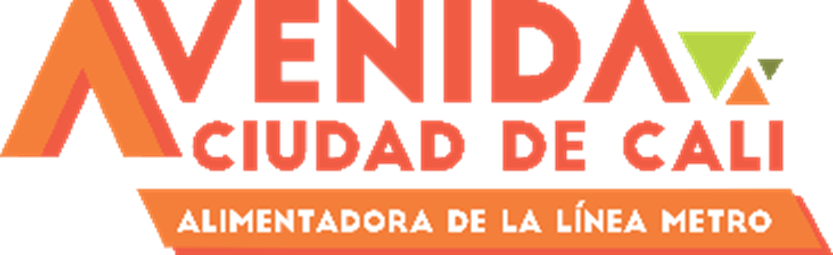 AVENIDA
CIUDAD DE CALI
ALIMENTADORA DE LA LÍNEA METRO